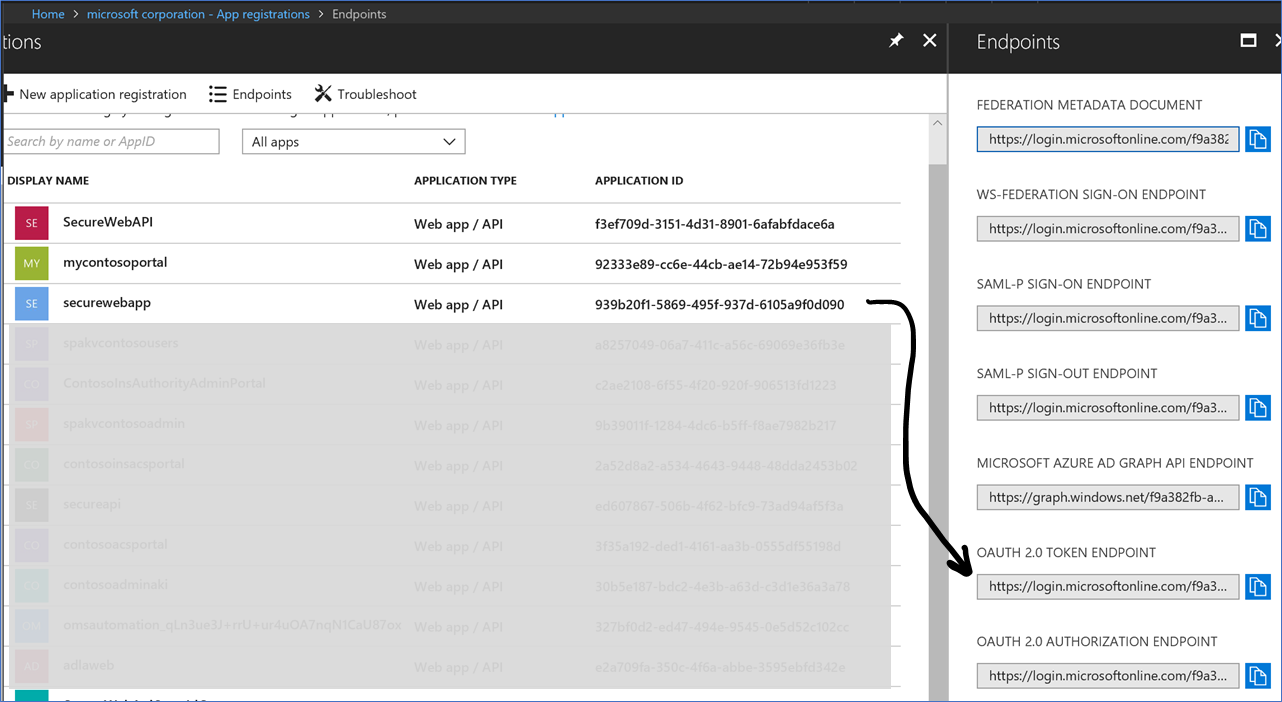 Home > microsoft corporation - App registrations > Endpoints
tions
New application registration Endpoints Troubleshoot
Search by name or AppID All apps
DISPLAY NAME APPLICATION TYPE APPLICATION ID
SE SecureWebAPI Web app / API f3ef709d-3151-4d31-8901-6afabfdace6a
MY mycontosoportal Web app / API 92333e89-cc6e-44cb-ae14-72b94e953f59
SE securewebapp Web app / API 939b20f1-5869-495f-937d-6105a9f0d090
SP spakvcontosousers Web app / API a8257049-06a7-411c-a56c-69069e36fb3e
CO ContosoInsAuthorityAdminPortal Web app / API c2ae2108-6f55-4f20-920f-906513fd1223
SP spakvcontosoadmin Web app / API 9b39011f-1284-4dc6-b5ff-f8ae7982b217
CO contosoinsacsportal Web app / API 2a52d8a2-a534-4643-9448-48dda2453b02
SE secureapi Web app / API ed607867-506b-4f62-bfc9-73ad94af5f3a
CO contosoacsportal Web app / API 3f35a192-ded1-4161-aa3b-0555df55198d
CO contosoadminaki Web app / API 30b5e187-bdc2-4e3b-a63d-c3d1e36a3a78
OM omsautomation_qLn3ue3J+rrU+ur4uOA7nqN1CaU87ox Web app / API 327bf0d2-ed47-494e-9545-0e5d52c102cc
AD adlaweb Web app / API e2a709fa-350c-4f6a-abbe-3595ebfd342e
Endpoints
FEDERATION METADATA DOCUMENT
https://login.microsoftonline.com/f9a382
WS-FEDERATION SIGN-ON ENDPOINT
https://login.microsoftonline.com/f9a3...
SAML-P SIGN-ON ENDPOINT
https://login.microsoftonline.com/f9a3...
SAML-P SIGN-OUT ENDPOINT
https://login.microsoftonline.com/f9a3...
MICROSOFT AZURE AD GRAPH API ENDPOINT
https://graph.windows.net/f9a382fb-a...
OAUTH 2.0 TOKEN ENDPOINT
https://login.microsoftonline.com/f9a3...
OAUTH 2.0 AUTHORIZATION ENDPOINT
https://login.microsoftonline.com/f9a3...